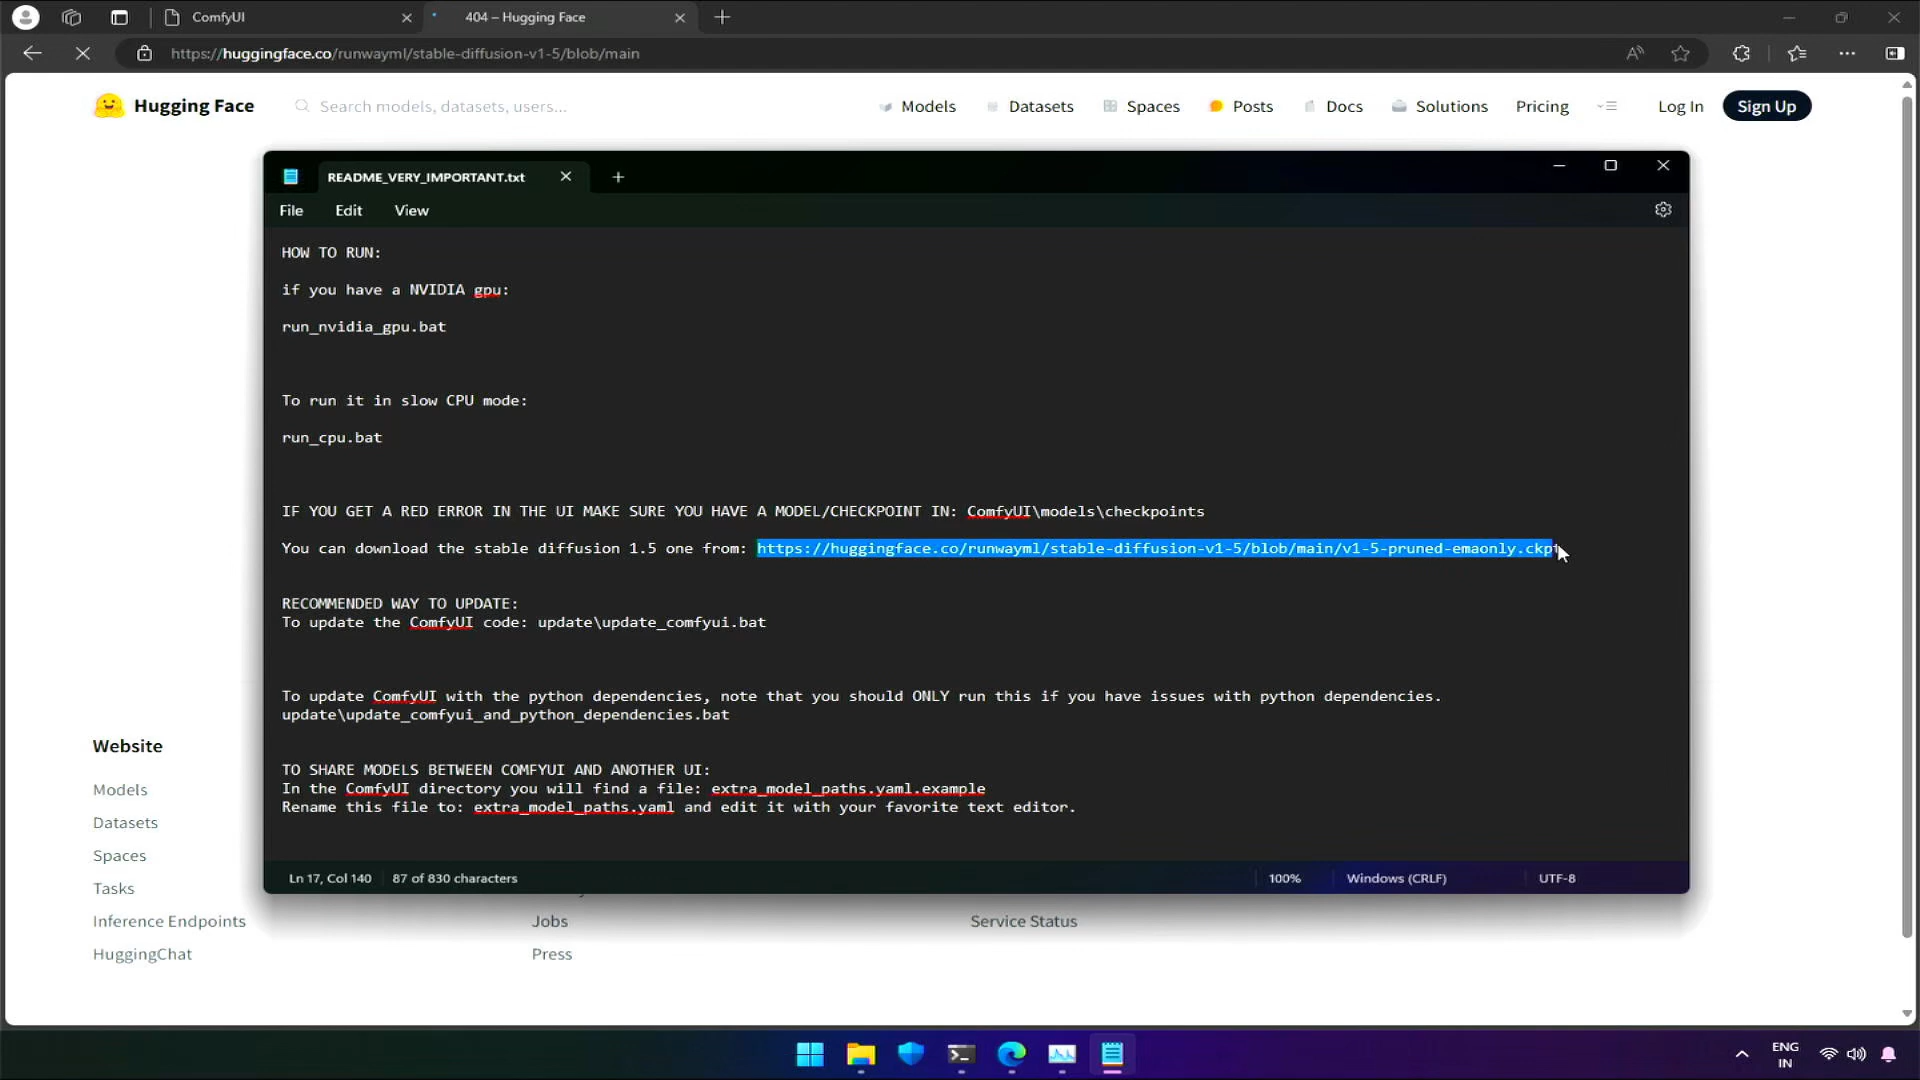 ComfyUI
404 – Hugging Face
https://huggingface.co/runwayml/stable-diffusion-v1-5/blob/main
Hugging Face
Search models, datasets, users...
Models
Datasets
Spaces
Posts
Docs
Solutions
Pricing
Log In
Sign Up
README_VERY_IMPORTANT.txt
File
Edit
View
HOW TO RUN:
if you have a NVIDIA gpu:
run_nvidia_gpu.bat
To run it in slow CPU mode:
run_cpu.bat
IF YOU GET A RED ERROR IN THE UI MAKE SURE YOU HAVE A MODEL/CHECKPOINT IN: ComfyUI\models\checkpoints
You can download the stable diffusion 1.5 one from: https://huggingface.co/runwayml/stable-diffusion-v1-5/blob/main/v1-5-pruned-emaonly.ckpt
RECOMMENDED WAY TO UPDATE:
To update the ComfyUI code: update\update_comfyui.bat
To update ComfyUI with the python dependencies, note that you should ONLY run this if you have issues with python dependencies.
update\update_comfyui_and_python_dependencies.bat
TO SHARE MODELS BETWEEN COMFYUI AND ANOTHER UI:
In the ComfyUI directory you will find a file: extra_model_paths.yaml.example
Rename this file to: extra_model_paths.yaml and edit it with your favorite text editor.
Ln 17, Col 140
87 of 830 characters
100%
Windows (CRLF)
UTF-8
Website
Models
Datasets
Spaces
Tasks
Inference Endpoints
HuggingChat
Jobs
Press
Service Status
ENG
IN